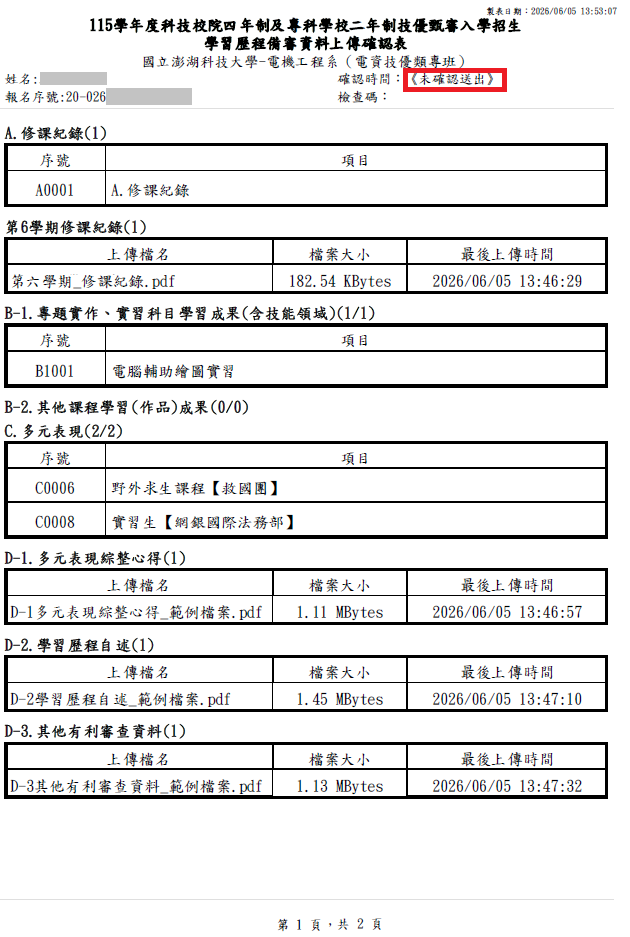 製表日期：2026/06/05 13:53:07
115學年度科技校院四年制及專科學校二年制技優甄審入學招生
學習歷程備審資料上傳確認表
國立澎湖科技大學-電機工程系（電資技優類專班）
姓名: 確認時間：《未確認送出》
報名序號:20-026 檢查碼：
A.修課紀錄(1)
序號 項目
A0001 A.修課紀錄
第6學期修課紀錄(1)
上傳檔名 檔案大小 最後上傳時間
第六學期_修課紀錄.pdf 182.54 KBytes 2026/06/05 13:46:29
B-1.專題實作、實習科目學習成果(含技能領域)(1/1)
序號 項目
B1001 電腦輔助繪圖實習
B-2.其他課程學習(作品)成果(0/0)
C.多元表現(2/2)
序號 項目
C0006 野外求生課程【救國團】
C0008 實習生【網銀國際法務部】
D-1.多元表現綜整心得(1)
上傳檔名 檔案大小 最後上傳時間
D-1多元表現綜整心得_範例檔案.pdf 1.11 MBytes 2026/06/05 13:46:57
D-2.學習歷程自述(1)
上傳檔名 檔案大小 最後上傳時間
D-2學習歷程自述_範例檔案.pdf 1.45 MBytes 2026/06/05 13:47:10
D-3.其他有利審查資料(1)
上傳檔名 檔案大小 最後上傳時間
D-3其他有利審查資料_範例檔案.pdf 1.13 MBytes 2026/06/05 13:47:32
第 1 頁，共 2 頁